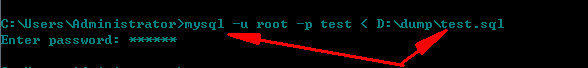 C:\Users\Administrator>mysql -u root -p test < D:\dump\test.sql
Enter password: ******